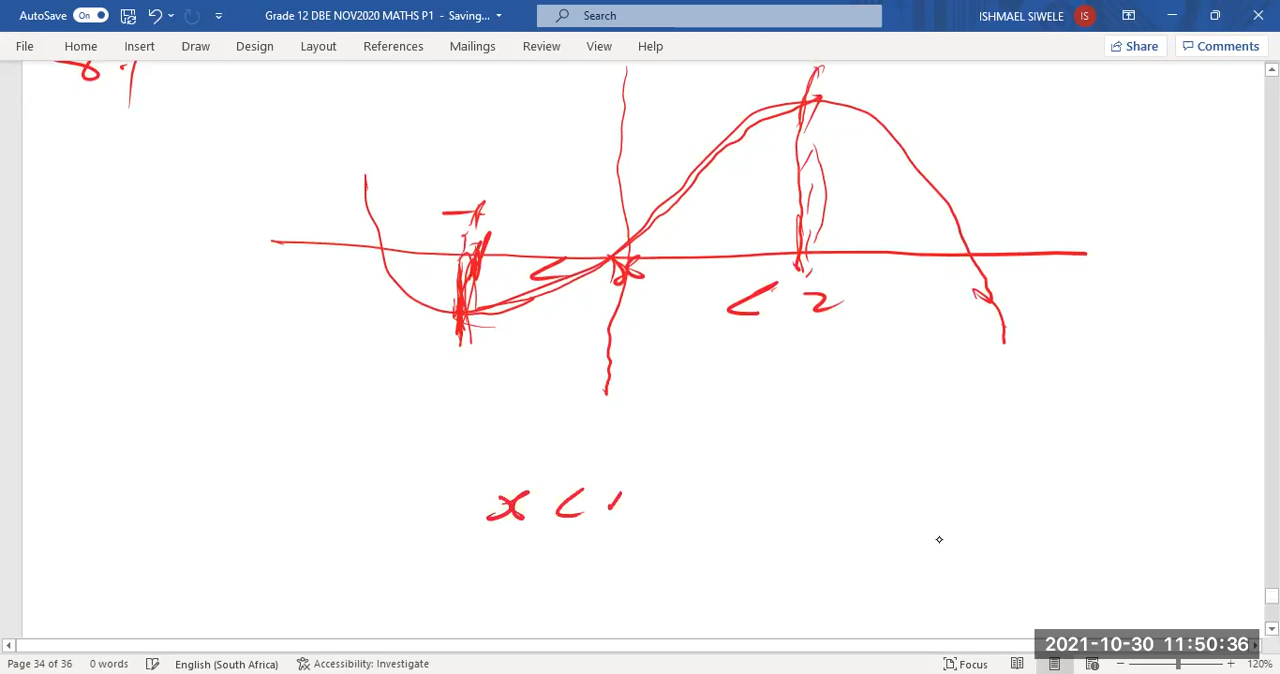 AutoSave On Grade 12 DBE NOV2020 MATHS P1 - Saving... Search ISHMAEL SIWELE IS
File Home Insert Draw Design Layout References Mailings Review View Help Share Comments
< x < 2
x <
2021-10-30 11:50:36
Page 34 of 36 0 words English (South Africa) Accessibility: Investigate Focus 120%